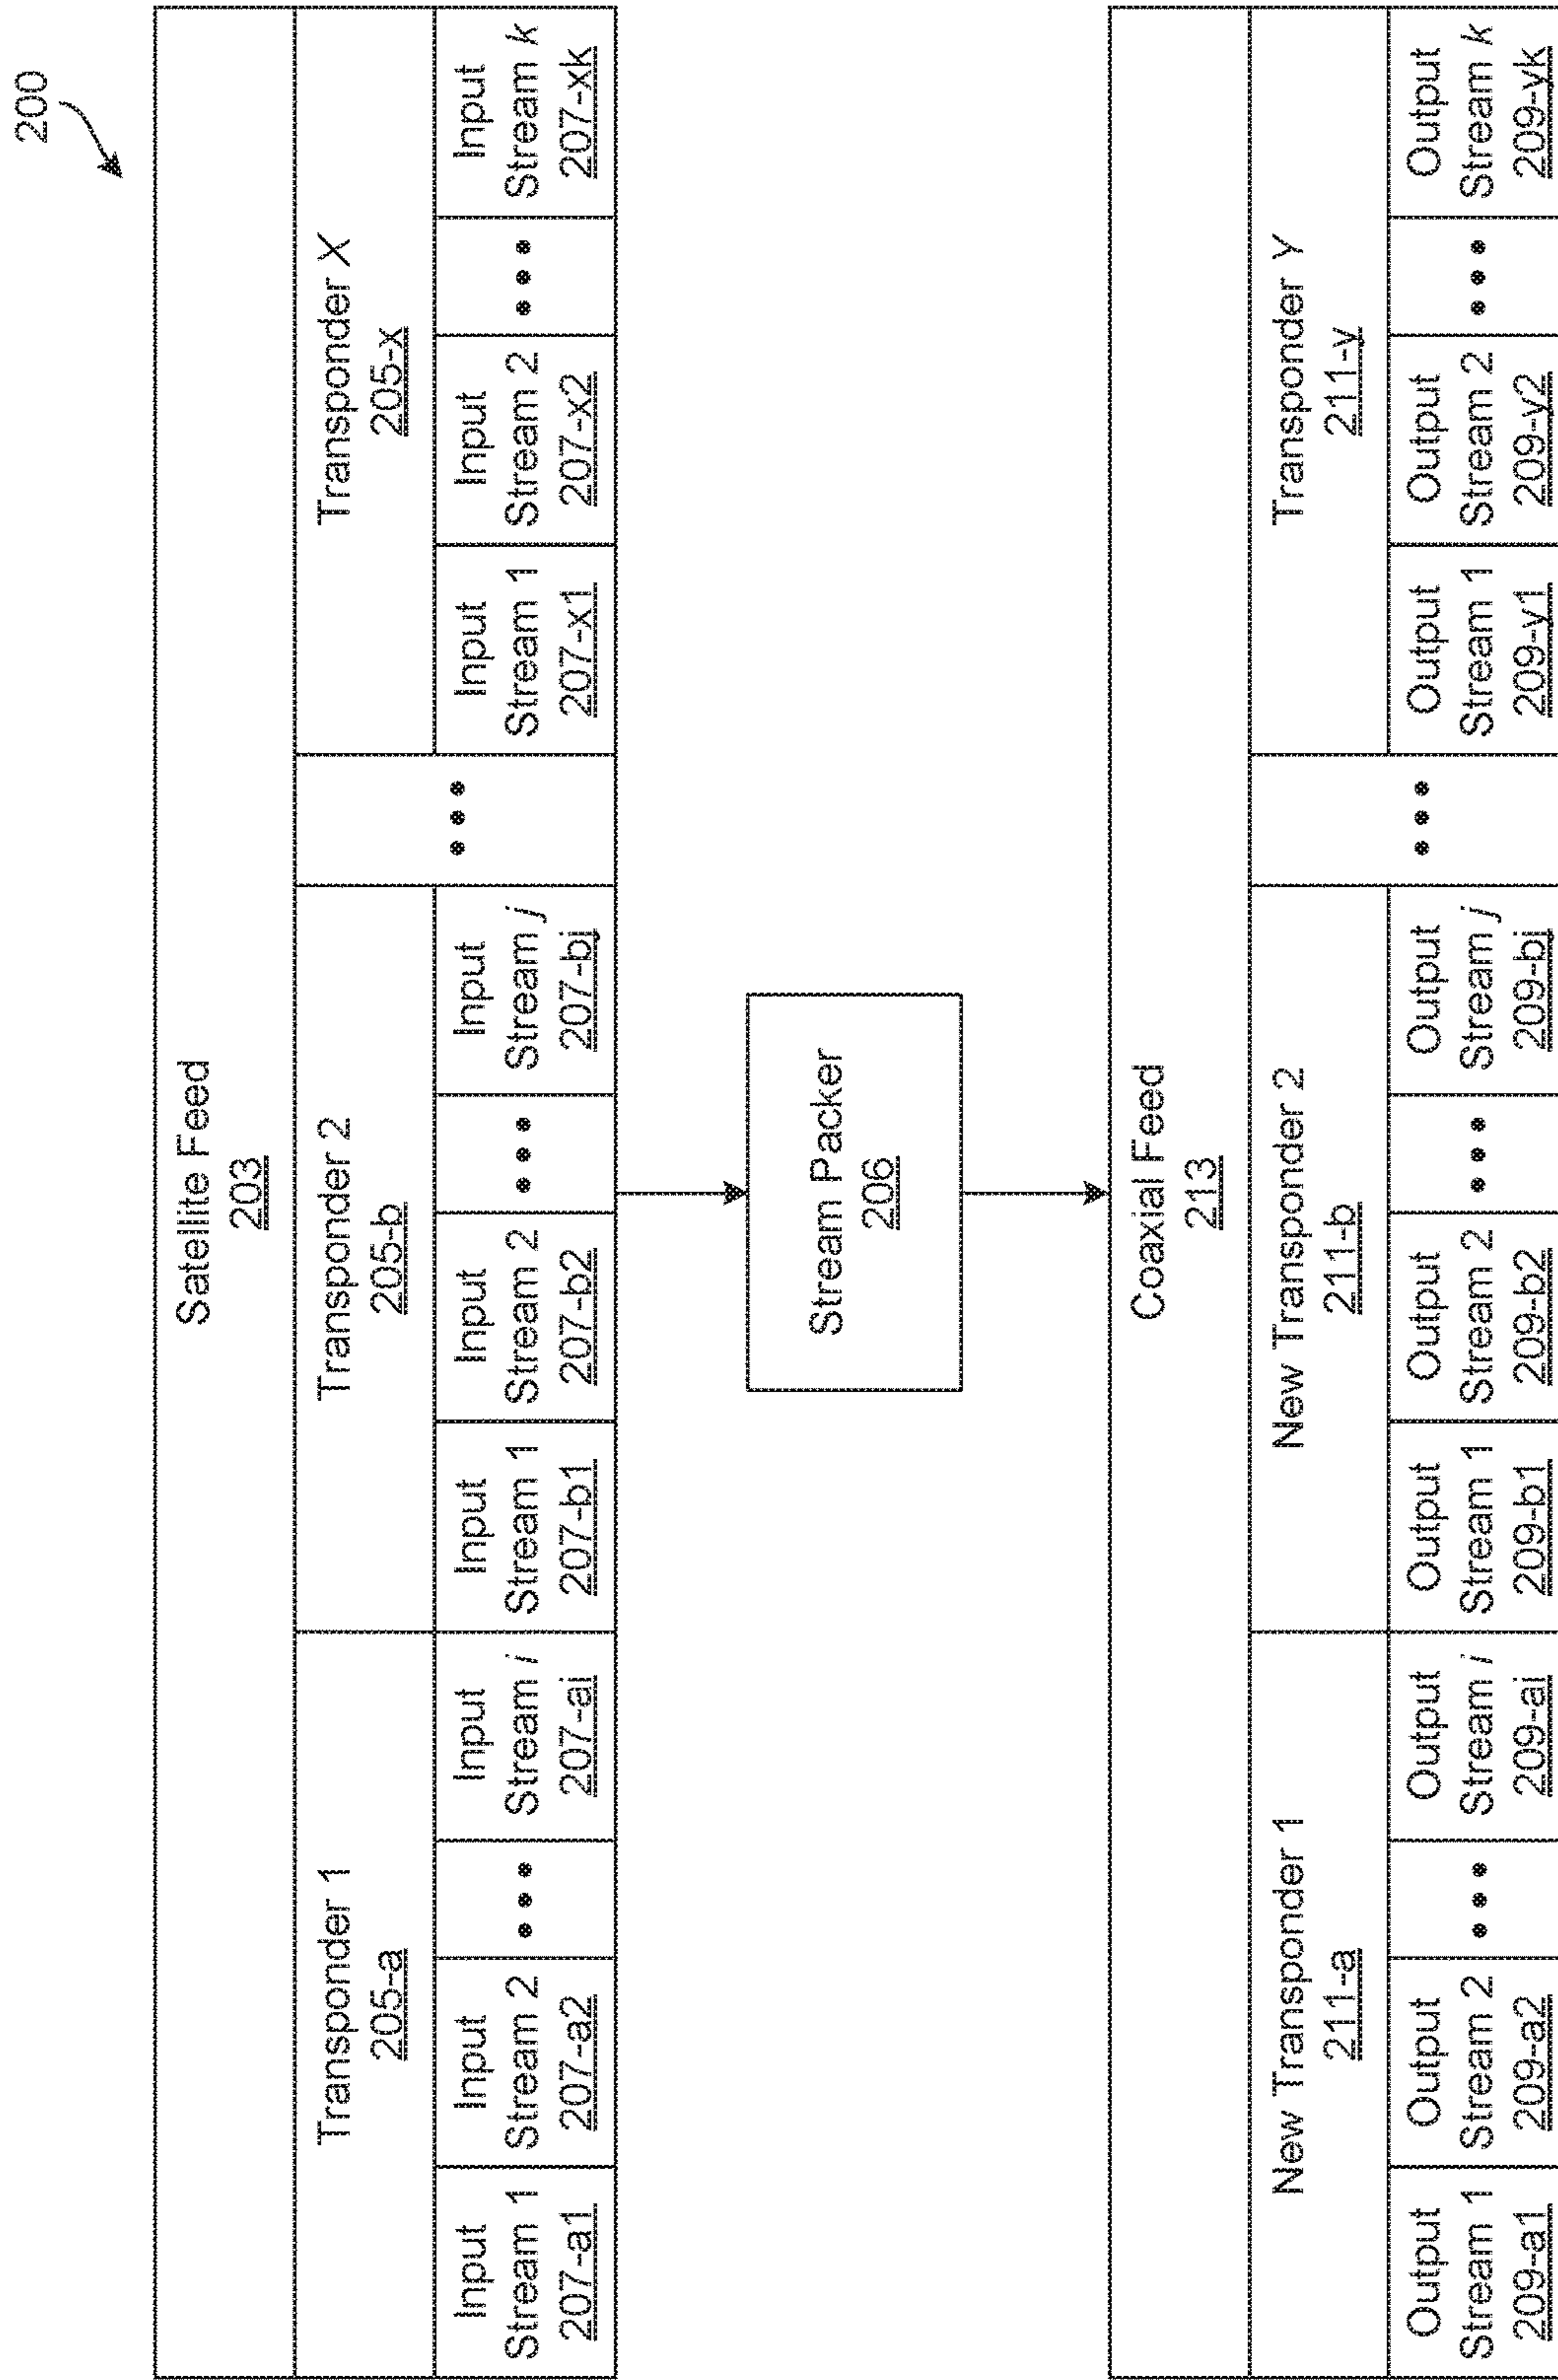 200
Satellite Feed
203
Transponder 1
205-a
Transponder 2
205-b
• • •
Transponder X
205-x
Input
Stream 1
207-a1
Input
Stream 2
207-a2
• • •
Input
Stream i
207-ai
Input
Stream 1
207-b1
Input
Stream 2
207-b2
• • •
Input
Stream j
207-bj
Input
Stream 1
207-x1
Input
Stream 2
207-x2
• • •
Input
Stream k
207-xk
Stream Packer
206
Coaxial Feed
213
New Transponder 1
211-a
New Transponder 2
211-b
• • •
Transponder Y
211-y
Output
Stream 1
209-a1
Output
Stream 2
209-a2
• • •
Output
Stream i
209-ai
Output
Stream 1
209-b1
Output
Stream 2
209-b2
• • •
Output
Stream j
209-bj
Output
Stream 1
209-y1
Output
Stream 2
209-y2
• • •
Output
Stream k
209-yk